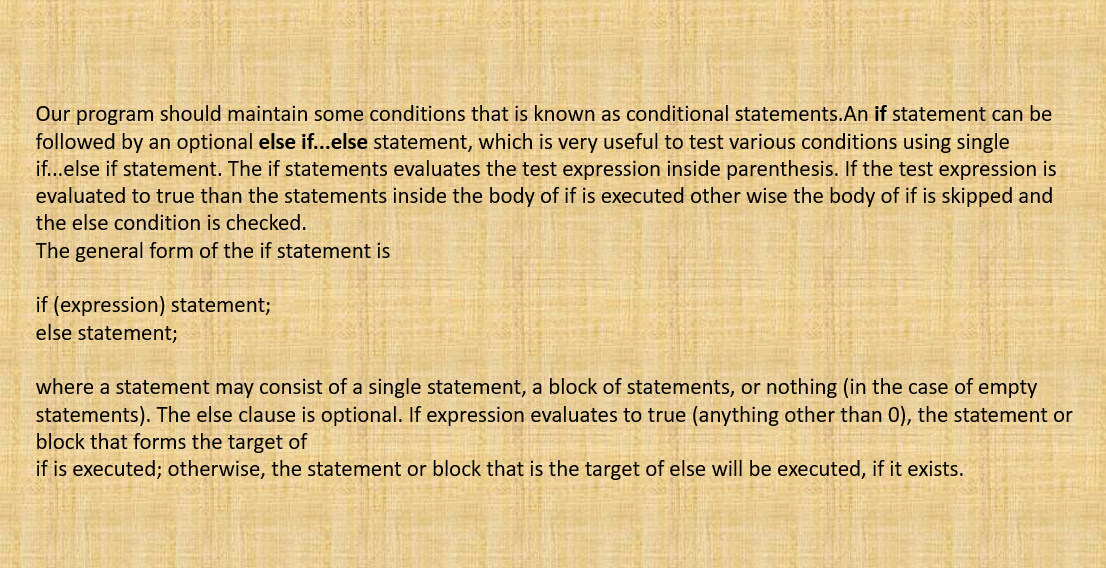 Our program should maintain some conditions that is known as conditional statements.An if statement can be
followed by an optional else if...else statement, which is very useful to test various conditions using single
if...else if statement. The if statements evaluates the test expression inside parenthesis. If the test expression is
evaluated to true than the statements inside the body of if is executed other wise the body of if is skipped and
the else condition is checked.
The general form of the if statement is
if (expression) statement;
else statement;
where a statement may consist of a single statement, a block of statements, or nothing (in the case of empty
statements). The else clause is optional. If expression evaluates to true (anything other than 0), the statement or
block that forms the target of
if is executed; otherwise, the statement or block that is the target of else will be executed, if it exists.